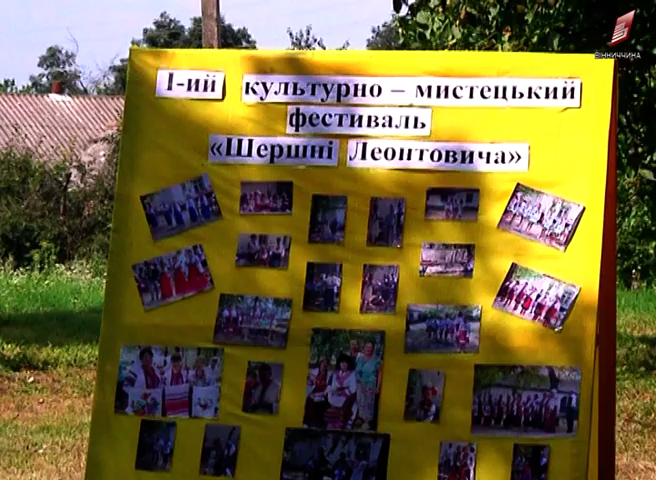 ВІННИЧЧИНА
І-ий культурно – мистецький
фестиваль
«Шершні Леонтовича»